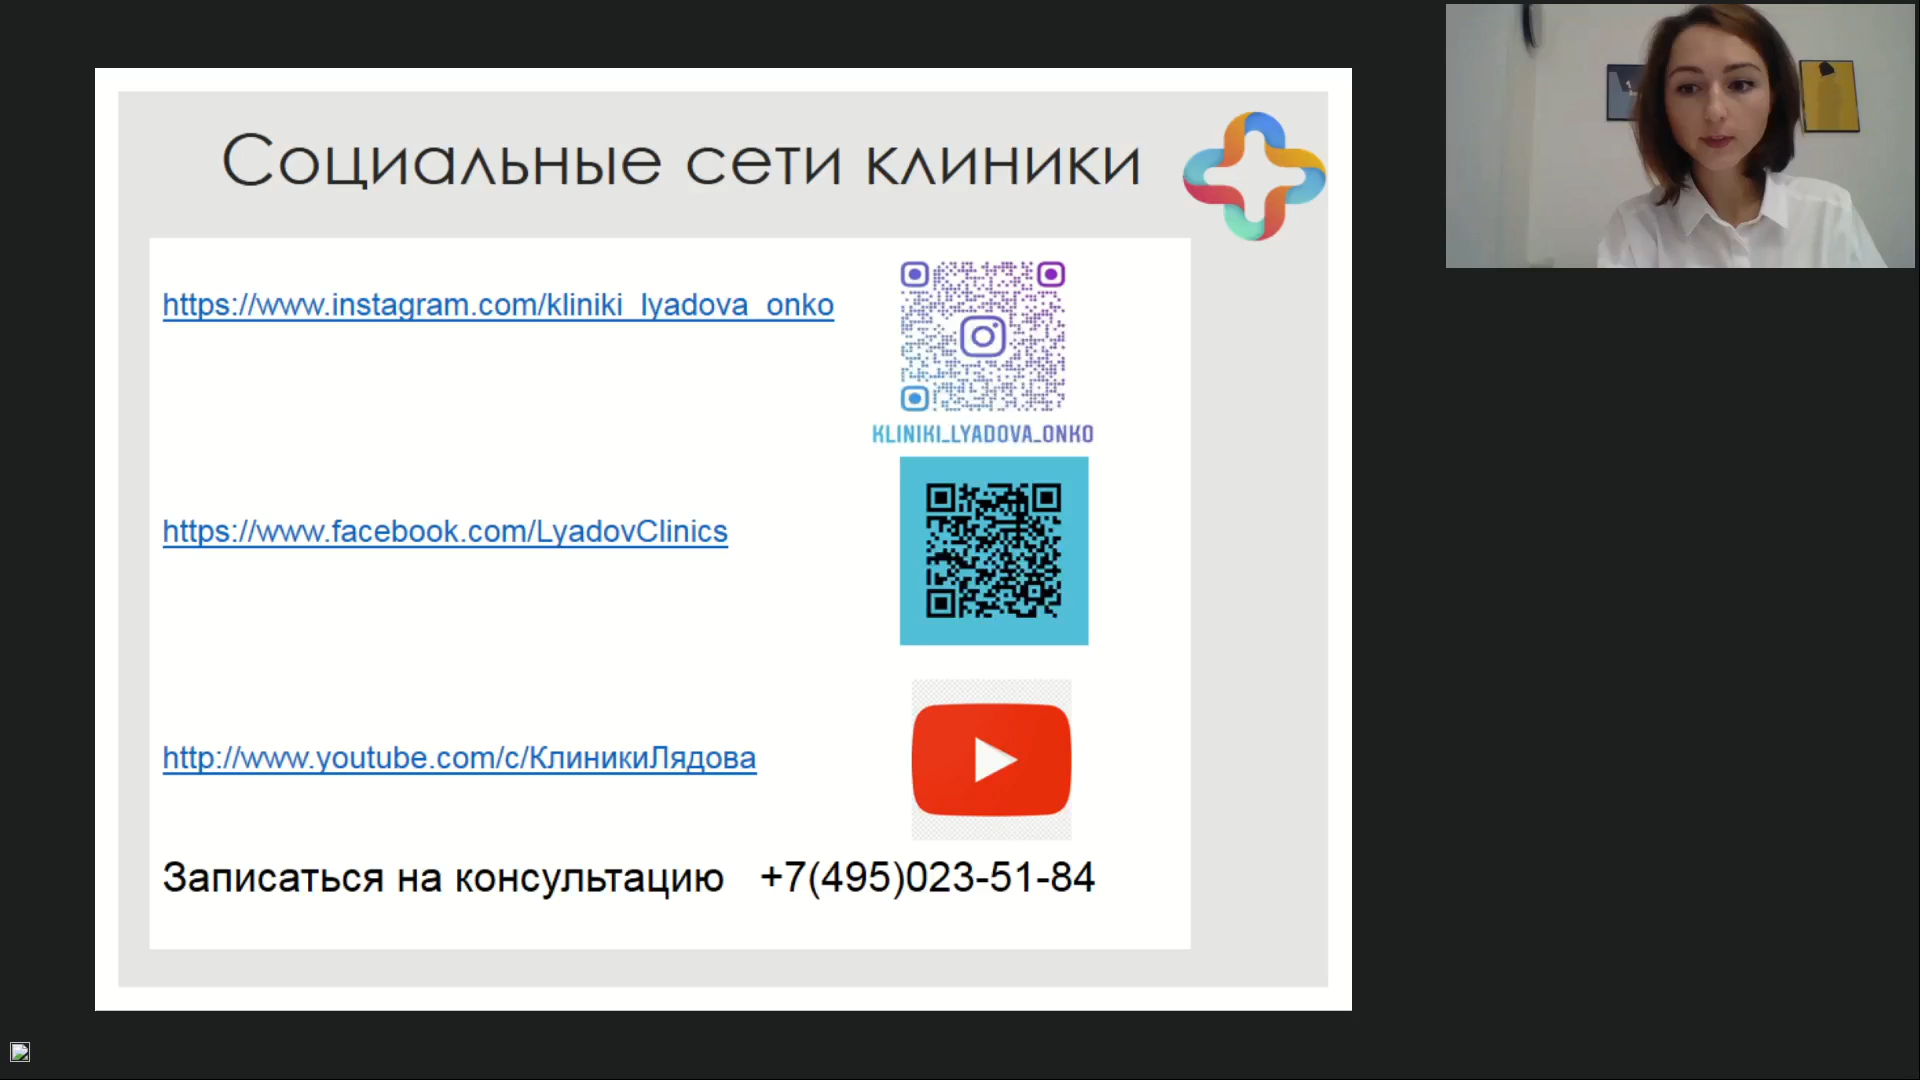 Социальные сети клиники
https://www.instagram.com/kliniki_lyadova_onko
KLINIKI_LYADOVA_ONKO
https://www.facebook.com/LyadovClinics
http://www.youtube.com/c/КлиникиЛядова
Записаться на консультацию +7(495)023-51-84